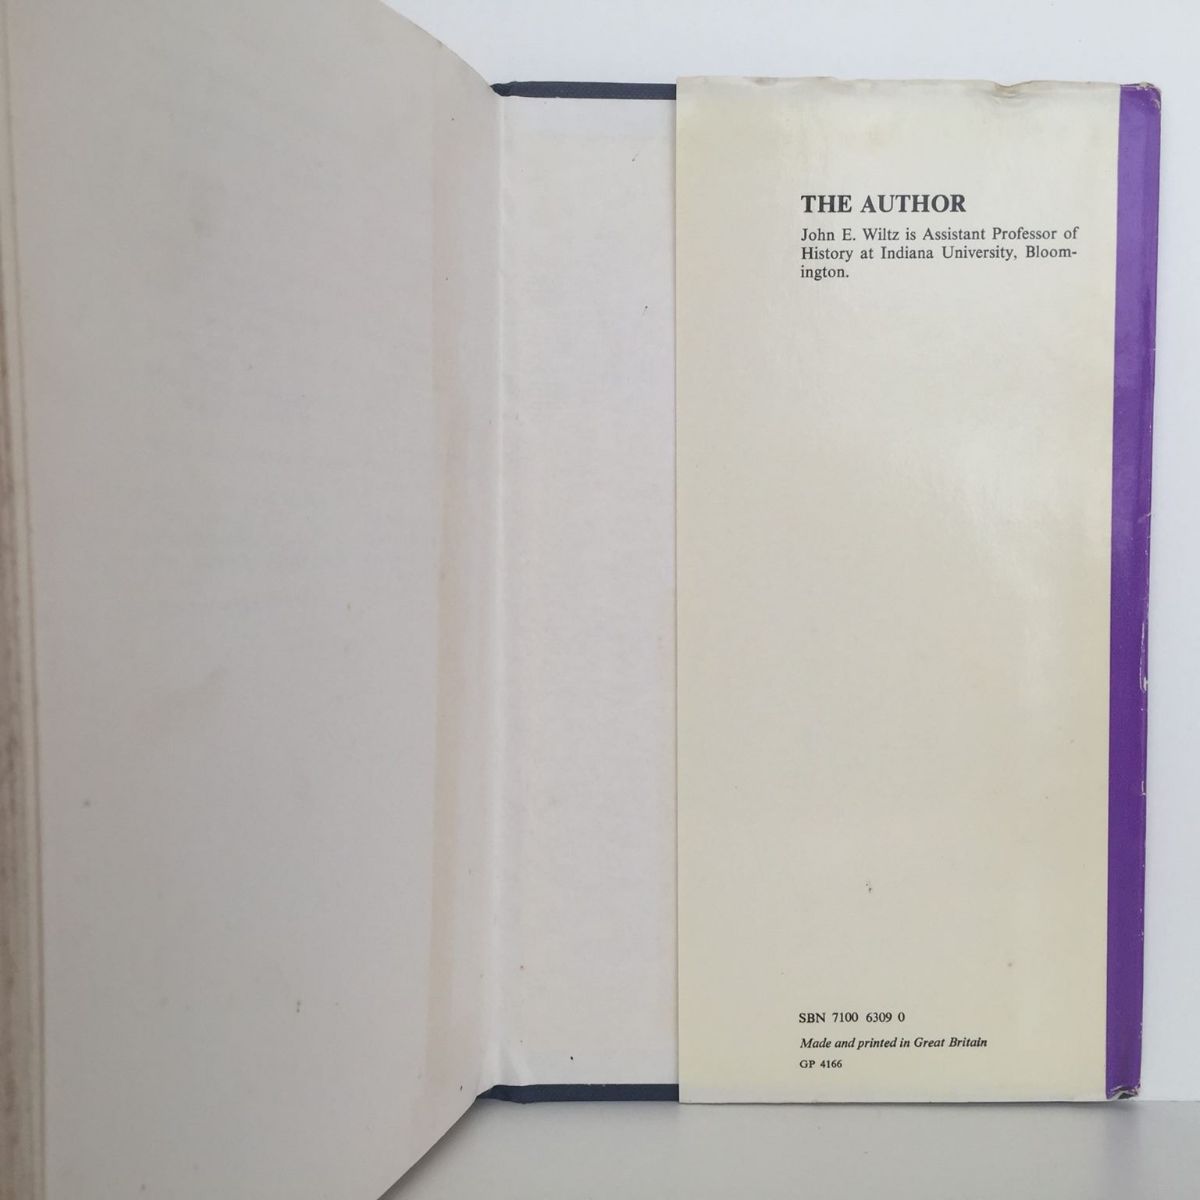 THE AUTHOR
John E. Wiltz is Assistant Professor of
History at Indiana University, Bloom-
ington.
SBN 7100 6309 0
Made and printed in Great Britain
GP 4166